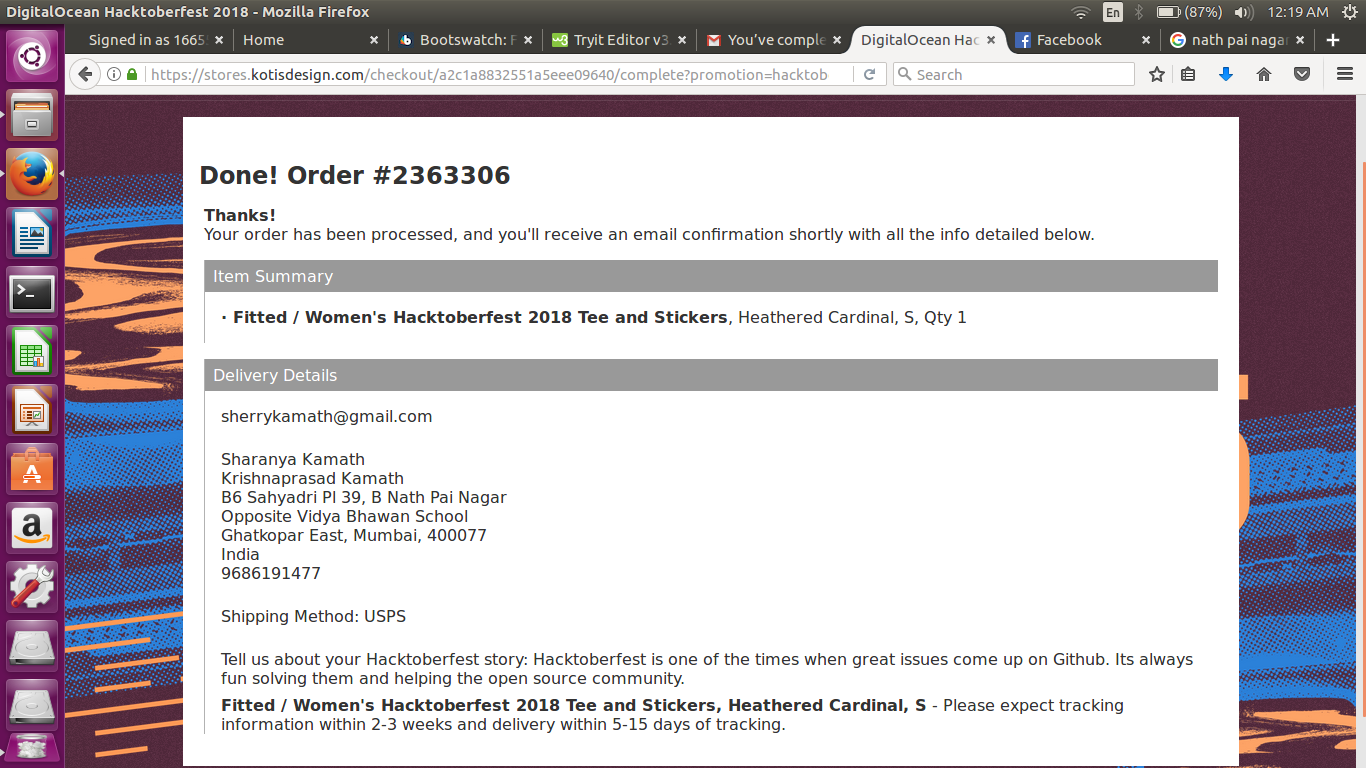 DigitalOcean Hacktoberfest 2018 - Mozilla Firefox
En (87%) 12:19 AM
Signed in as 1665 Home Bootswatch: F Tryit Editor v3. You've comple DigitalOcean Hac Facebook nath pai nagar
https://stores.kotisdesign.com/checkout/a2c1a8832551a5eee09640/complete?promotion=hacktob Search
Done! Order #2363306
Thanks!
Your order has been processed, and you'll receive an email confirmation shortly with all the info detailed below.
Item Summary
· Fitted / Women's Hacktoberfest 2018 Tee and Stickers, Heathered Cardinal, S, Qty 1
Delivery Details
sherrykamath@gmail.com
Sharanya Kamath
Krishnaprasad Kamath
B6 Sahyadri Pl 39, B Nath Pai Nagar
Opposite Vidya Bhawan School
Ghatkopar East, Mumbai, 400077
India
9686191477
Shipping Method: USPS
Tell us about your Hacktoberfest story: Hacktoberfest is one of the times when great issues come up on Github. Its always
fun solving them and helping the open source community.
Fitted / Women's Hacktoberfest 2018 Tee and Stickers, Heathered Cardinal, S - Please expect tracking
information within 2-3 weeks and delivery within 5-15 days of tracking.